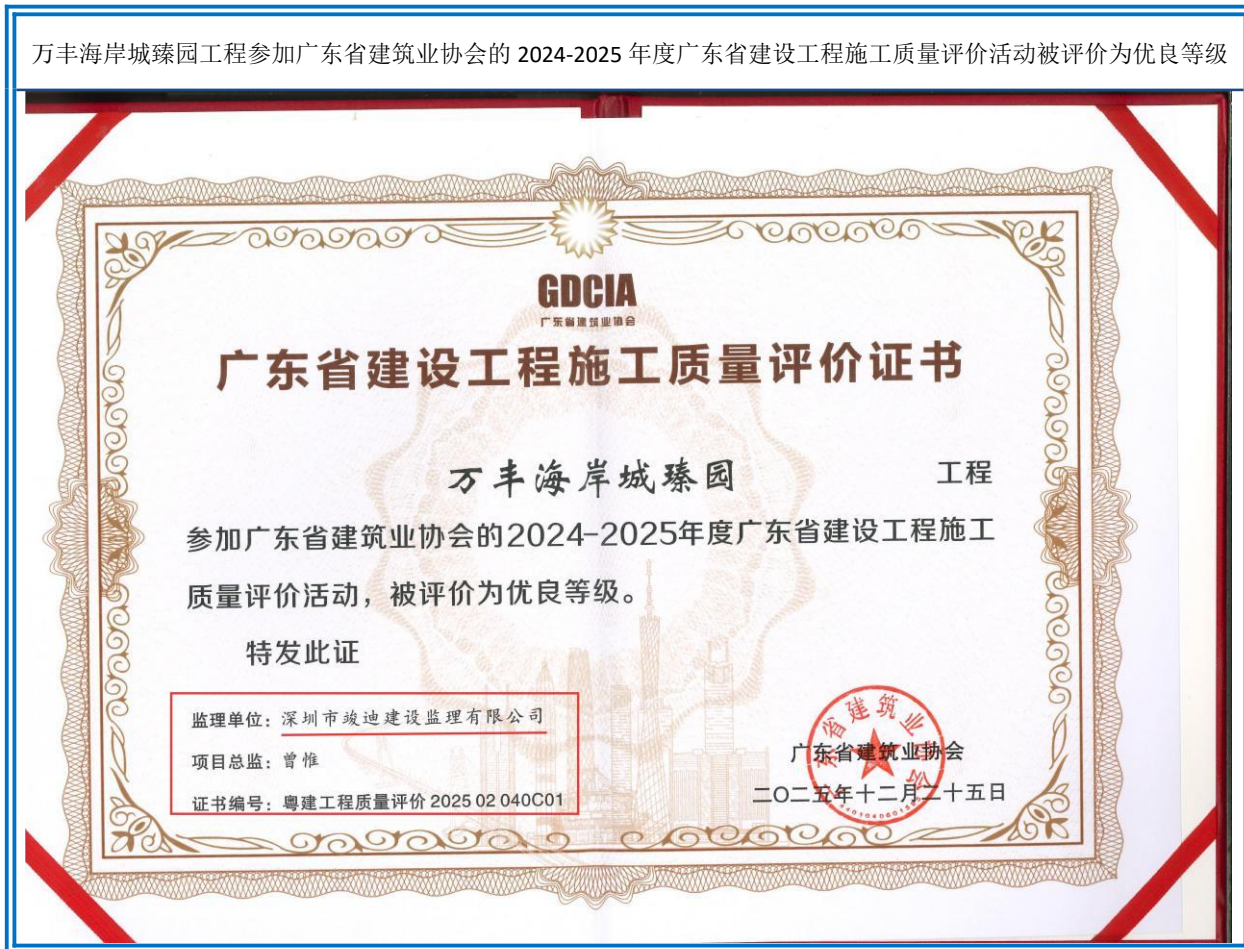 万丰海岸城臻园工程参加广东省建筑业协会的 2024-2025 年度广东省建设工程施工质量评价活动被评价为优良等级
GDCIA
广东省建筑业协会
广东省建设工程施工质量评价证书
万丰海岸城臻园 工程
参加广东省建筑业协会的2024-2025年度广东省建设工程施工
质量评价活动，被评价为优良等级。
特发此证
监理单位：深圳市竣迪建设监理有限公司
项目总监：曾惟
证书编号：粤建工程质量评价 2025 02 040C01
广东省建筑业协会
广东省建筑业协会
二〇二五年十二月二十五日